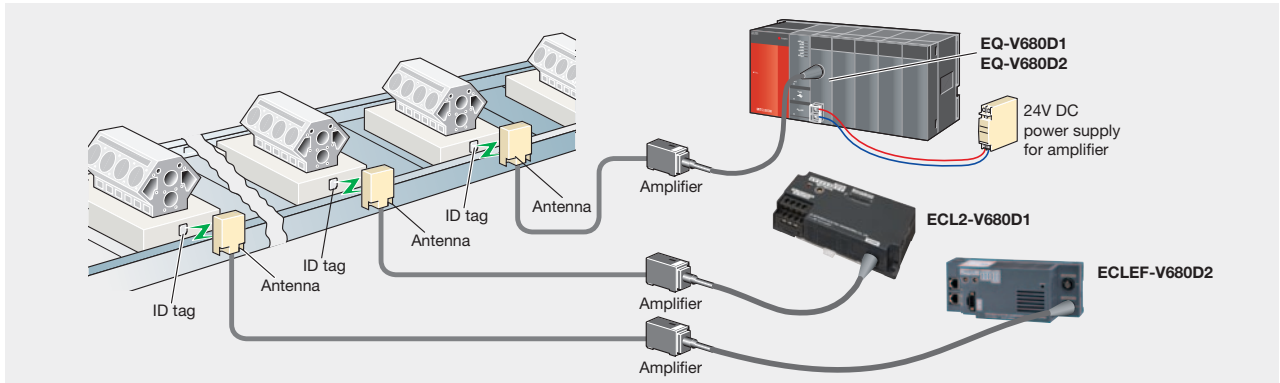 EQ-V680D1
EQ-V680D2
24V DC
power supply
for amplifier
Amplifier
ID tag
Antenna
ECL2-V680D1
ID tag
Antenna
ECLEF-V680D2
Amplifier
ID tag
Antenna
Amplifier